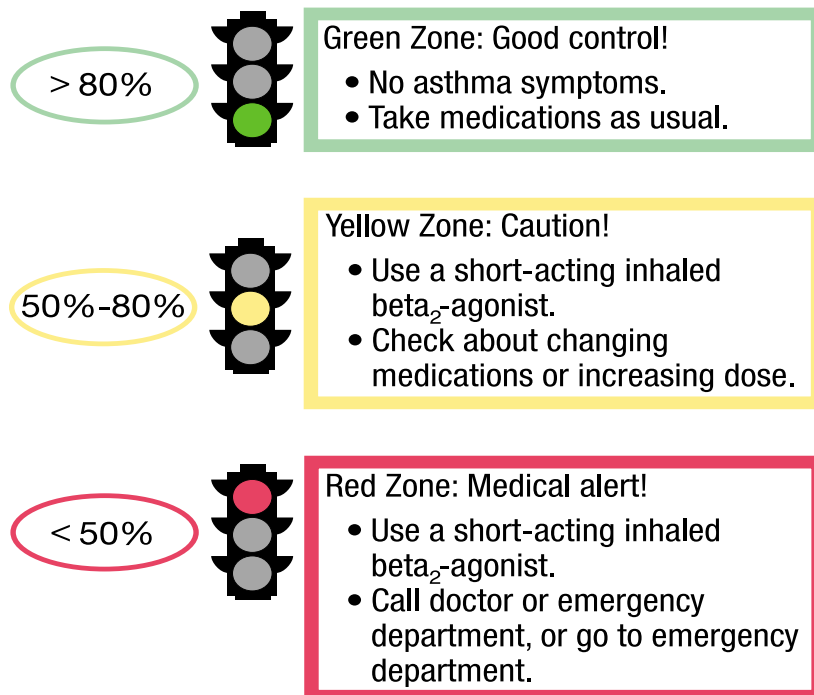 > 80%
Green Zone: Good control!
• No asthma symptoms.
• Take medications as usual.
50%-80%
Yellow Zone: Caution!
• Use a short-acting inhaled
beta₂-agonist.
• Check about changing
medications or increasing dose.
< 50%
Red Zone: Medical alert!
• Use a short-acting inhaled
beta₂-agonist.
• Call doctor or emergency
department, or go to emergency
department.